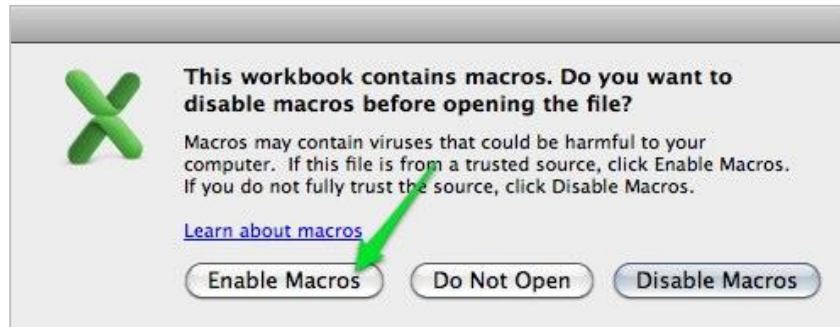 This workbook contains macros. Do you want to
disable macros before opening the file?
Macros may contain viruses that could be harmful to your
computer. If this file is from a trusted source, click Enable Macros.
If you do not fully trust the source, click Disable Macros.
Learn about macros
Enable Macros Do Not Open Disable Macros